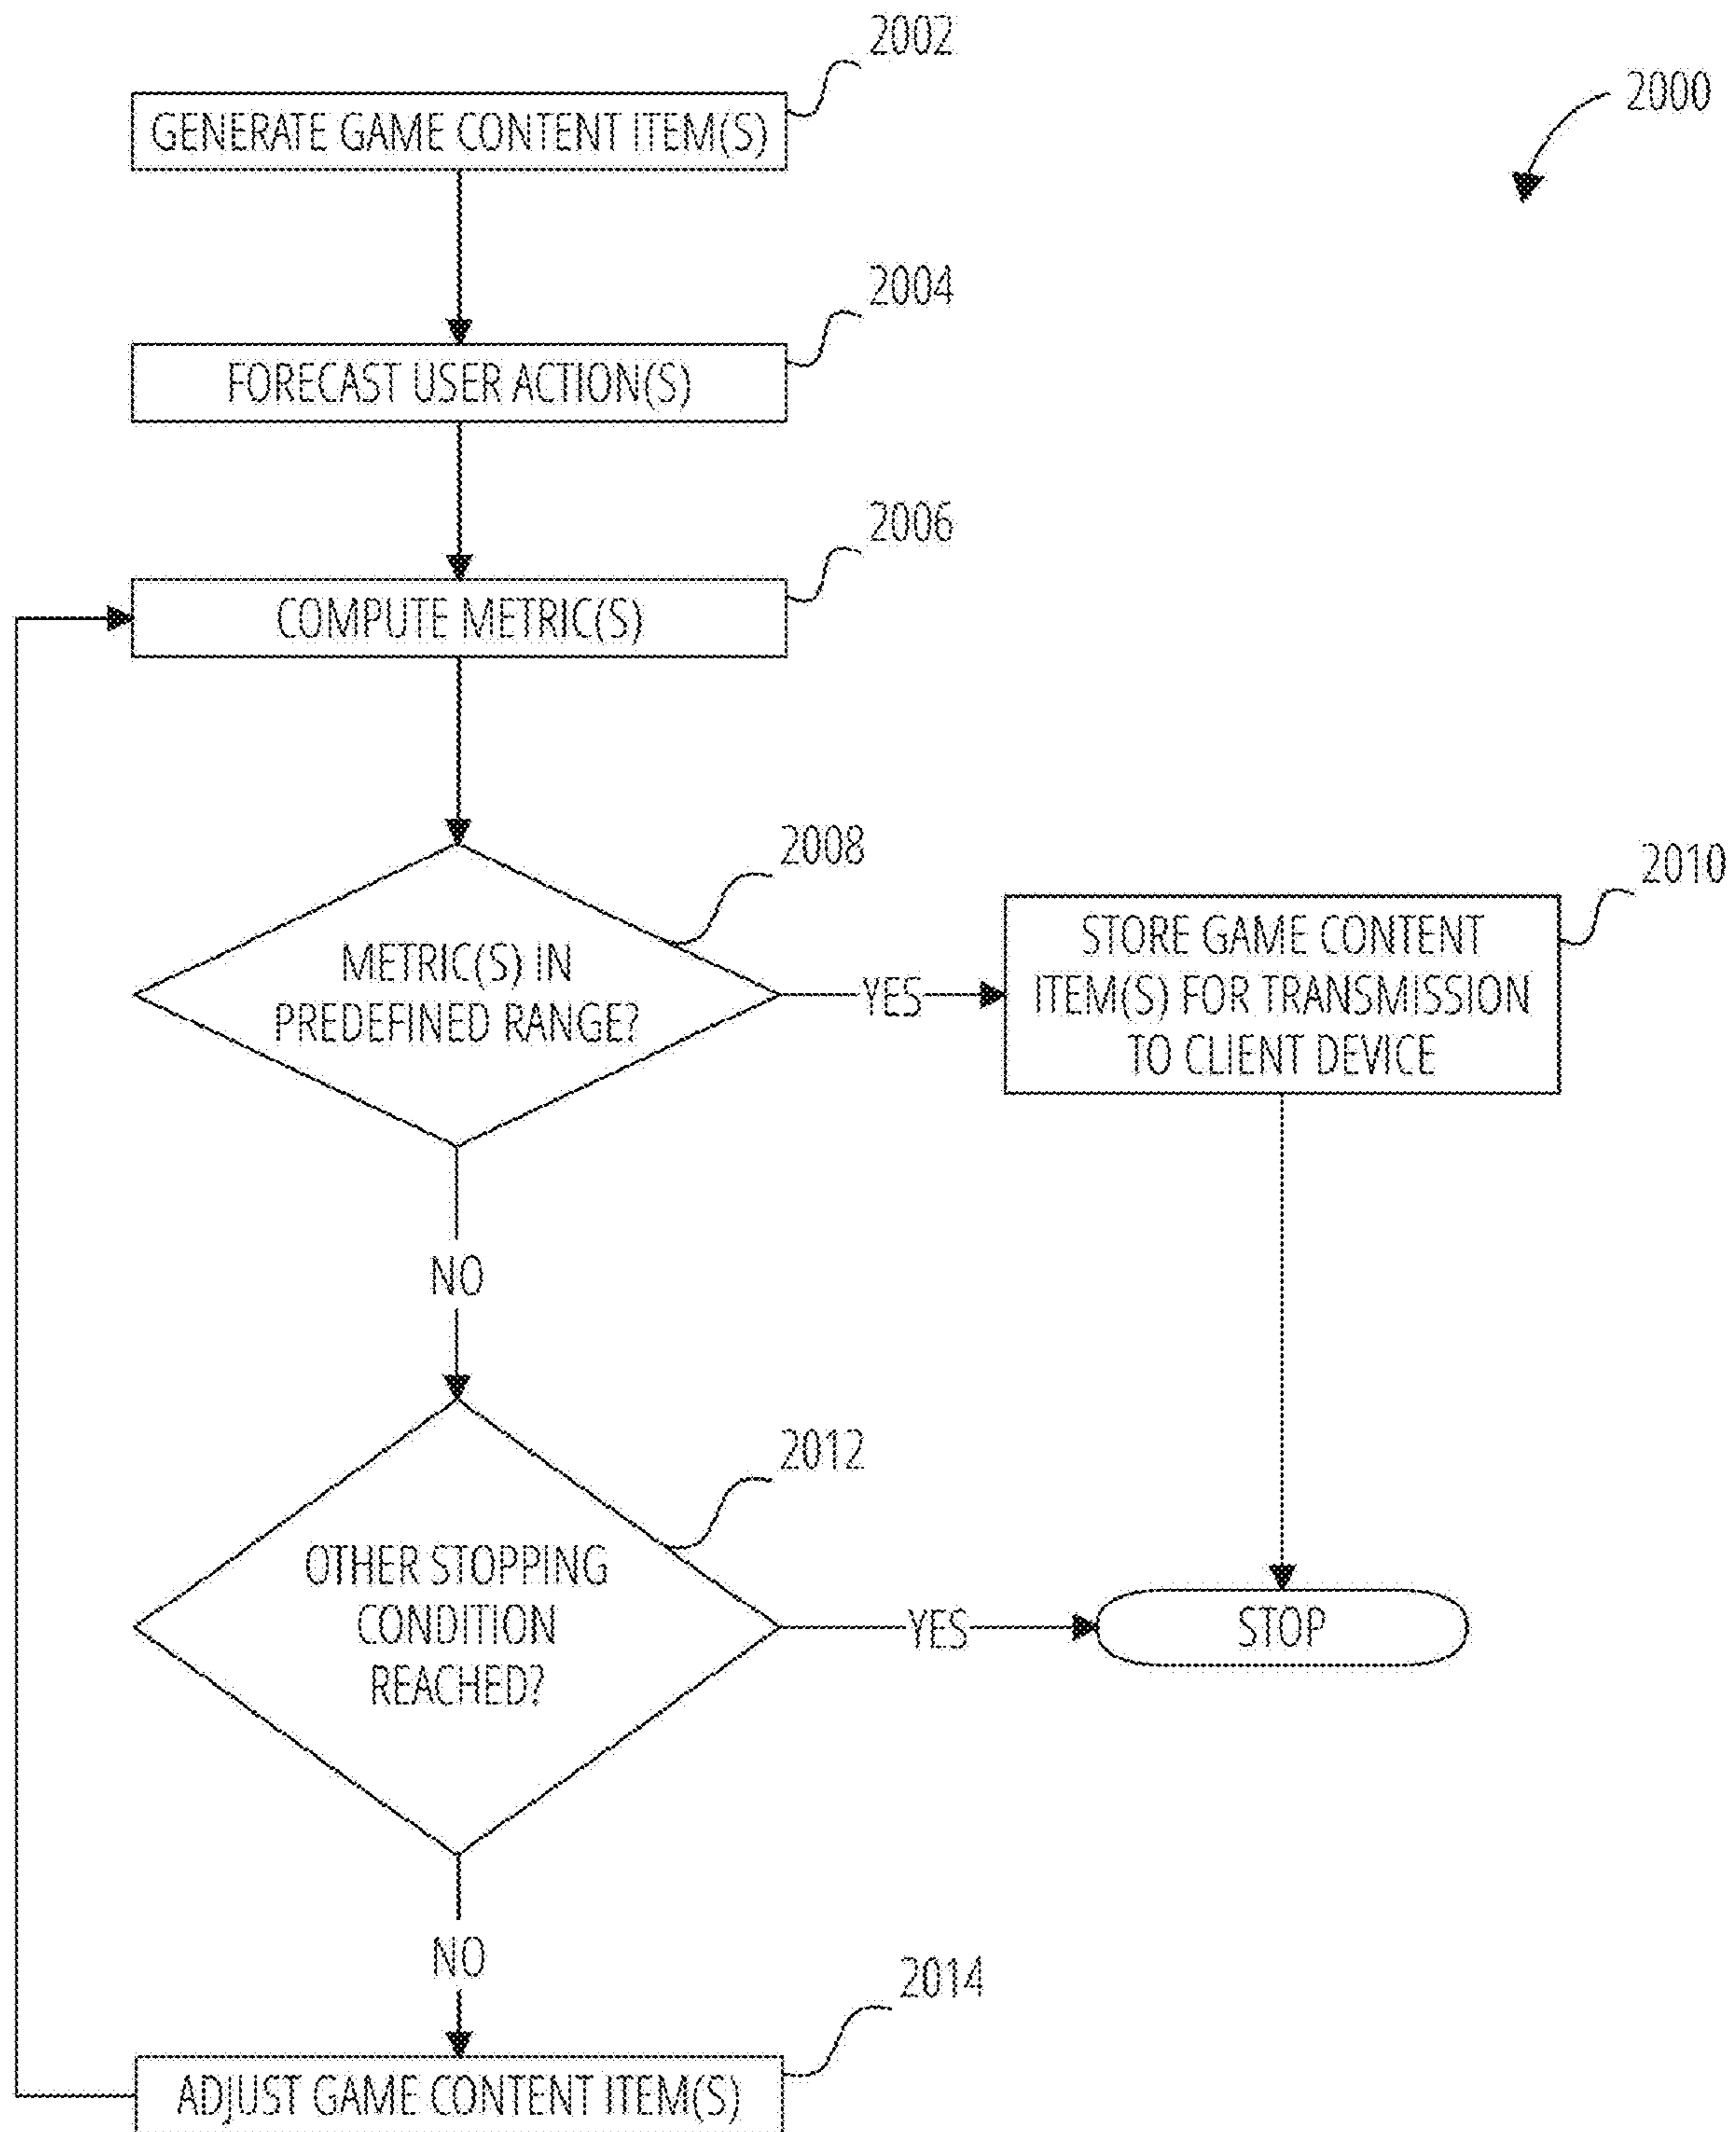 2002
2000
GENERATE GAME CONTENT ITEM(S)
2004
FORECAST USER ACTION(S)
2006
COMPUTE METRIC(S)
2008
METRIC(S) IN
PREDEFINED RANGE?
YES
2010
STORE GAME CONTENT
ITEM(S) FOR TRANSMISSION
TO CLIENT DEVICE
NO
2012
OTHER STOPPING
CONDITION
REACHED?
YES
STOP
NO
2014
ADJUST GAME CONTENT ITEM(S)